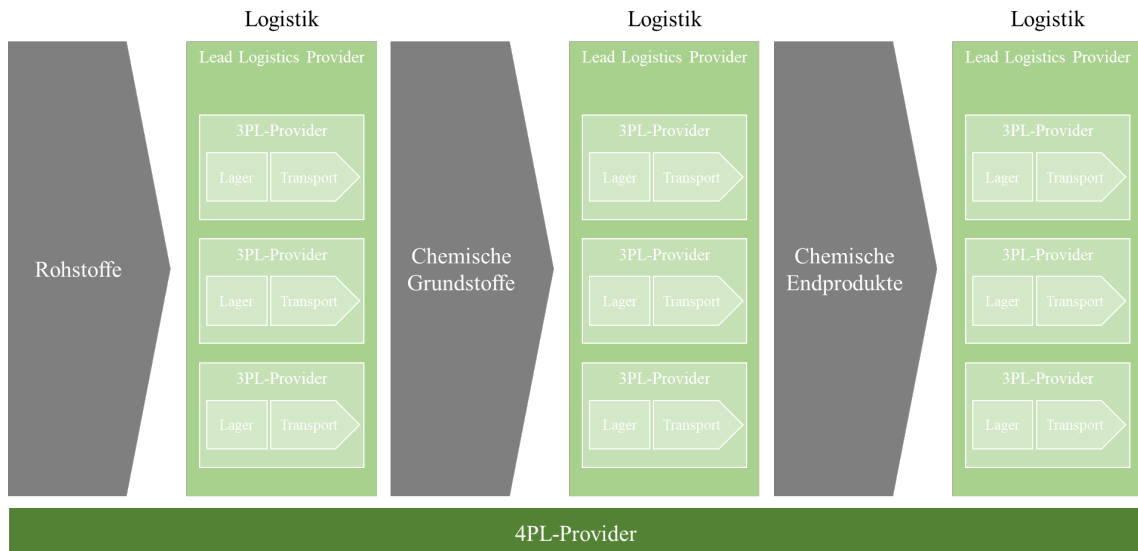 Logistik
Logistik
Logistik
Rohstoffe
Lead Logistics Provider
3PL-Provider
Lager
Transport
3PL-Provider
Lager
Transport
3PL-Provider
Lager
Transport
Chemische
Grundstoffe
Lead Logistics Provider
3PL-Provider
Lager
Transport
3PL-Provider
Lager
Transport
3PL-Provider
Lager
Transport
Chemische
Endprodukte
Lead Logistics Provider
3PL-Provider
Lager
Transport
3PL-Provider
Lager
Transport
3PL-Provider
Lager
Transport
4PL-Provider